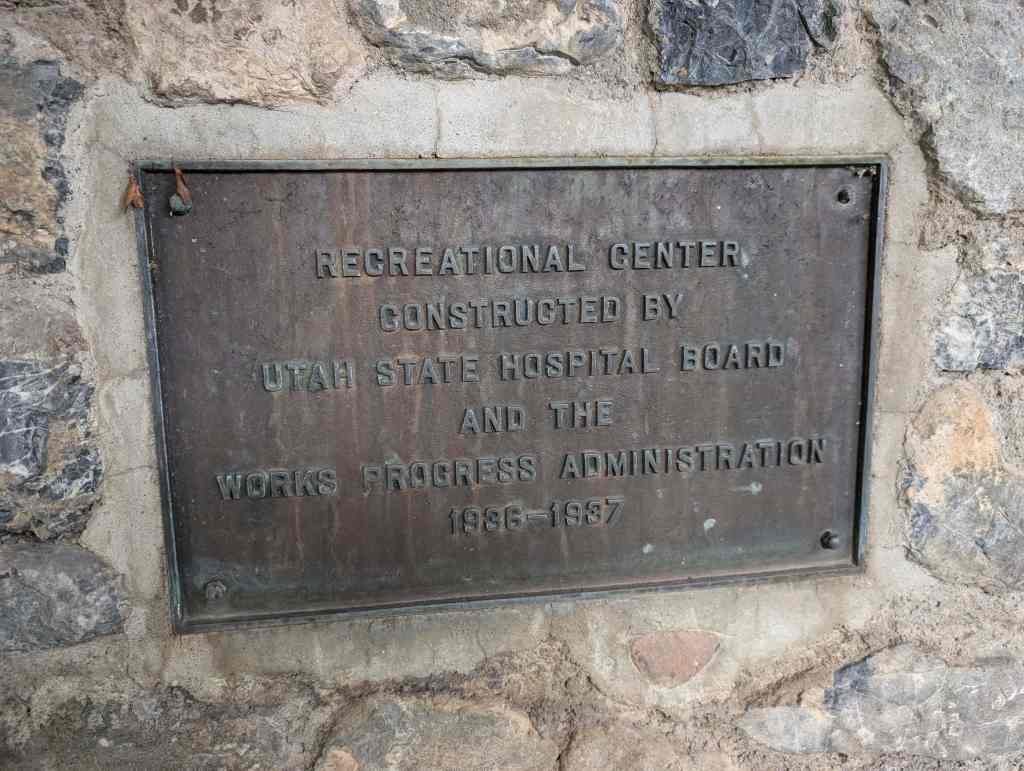 RECREATIONAL CENTER
CONSTRUCTED BY
UTAH STATE HOSPITAL BOARD
AND THE
WORKS PROGRESS ADMINISTRATION
1936-1937